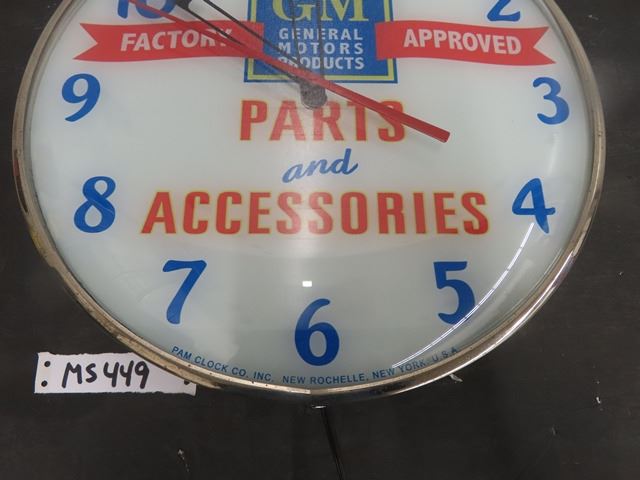 10 2
GM
GENERAL
MOTORS
PRODUCTS
FACTORY APPROVED
9 3
PARTS
and
ACCESSORIES
8 4
7 5
6
PAM CLOCK CO. INC. NEW ROCHELLE, NEW YORK U.S.A.
MS449